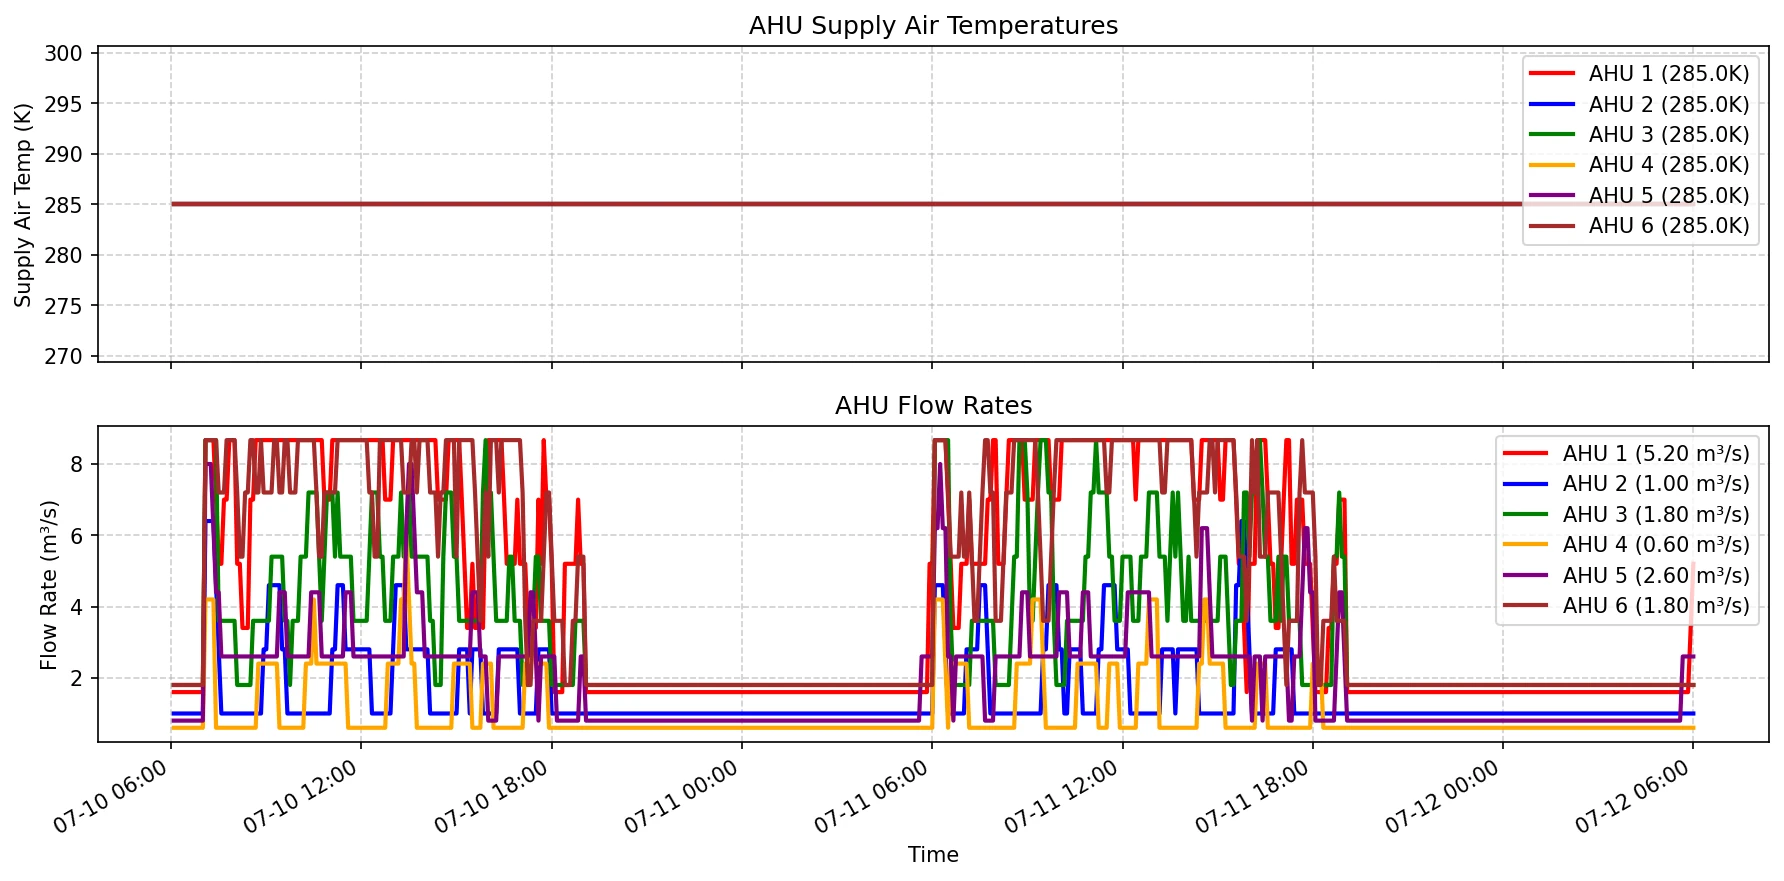 AHU Supply Air Temperatures
Supply Air Temp (K)
300
295
290
285
280
275
270
AHU 1 (285.0K)
AHU 2 (285.0K)
AHU 3 (285.0K)
AHU 4 (285.0K)
AHU 5 (285.0K)
AHU 6 (285.0K)
AHU Flow Rates
Flow Rate (m³/s)
8
6
4
2
AHU 1 (5.20 m³/s)
AHU 2 (1.00 m³/s)
AHU 3 (1.80 m³/s)
AHU 4 (0.60 m³/s)
AHU 5 (2.60 m³/s)
AHU 6 (1.80 m³/s)
07-10 06:00
07-10 12:00
07-10 18:00
07-11 00:00
07-11 06:00
07-11 12:00
07-11 18:00
07-12 00:00
07-12 06:00
Time